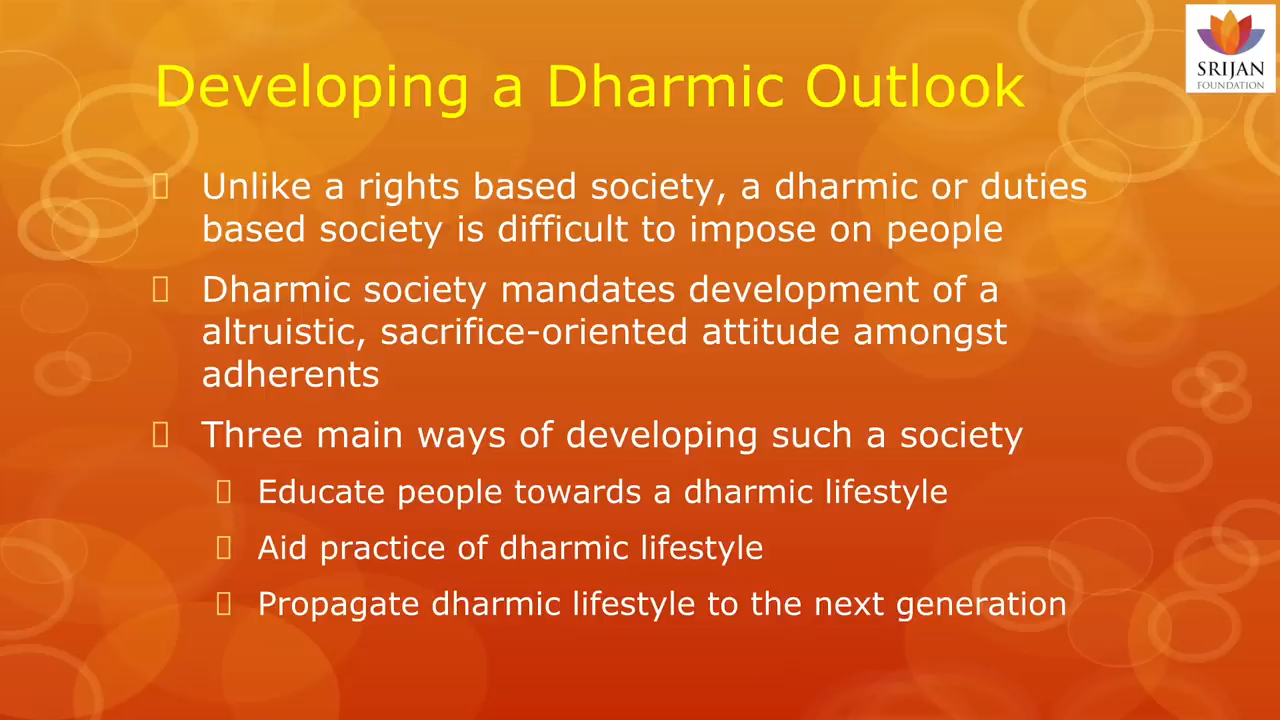 Developing a Dharmic Outlook
SRIJAN
FOUNDATION
Unlike a rights based society, a dharmic or duties
based society is difficult to impose on people
Dharmic society mandates development of a
altruistic, sacrifice-oriented attitude amongst
adherents
Three main ways of developing such a society
Educate people towards a dharmic lifestyle
Aid practice of dharmic lifestyle
Propagate dharmic lifestyle to the next generation